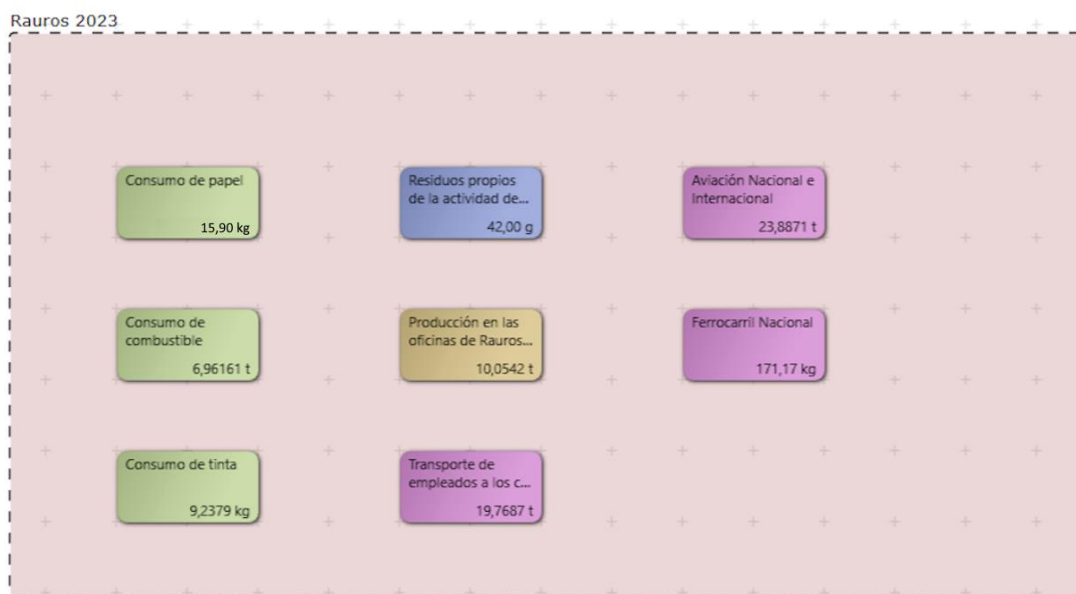 Rauros 2023
Consumo de papel
15,90 kg
Residuos propios
de la actividad de...
42,00 g
Aviación Nacional e
Internacional
23,8871 t
Consumo de
combustible
6,96161 t
Producción en las
oficinas de Rauros...
10,0542 t
Ferrocarril Nacional
171,17 kg
Consumo de tinta
9,2379 kg
Transporte de
empleados a los c...
19,7687 t